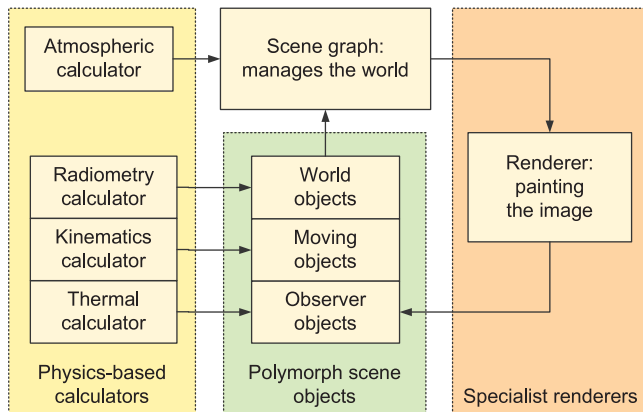 Atmospheric
calculator
Scene graph:
manages the world
Radiometry
calculator
Kinematics
calculator
Thermal
calculator
World
objects
Moving
objects
Observer
objects
Renderer:
painting
the image
Physics-based
calculators
Polymorph scene
objects
Specialist renderers